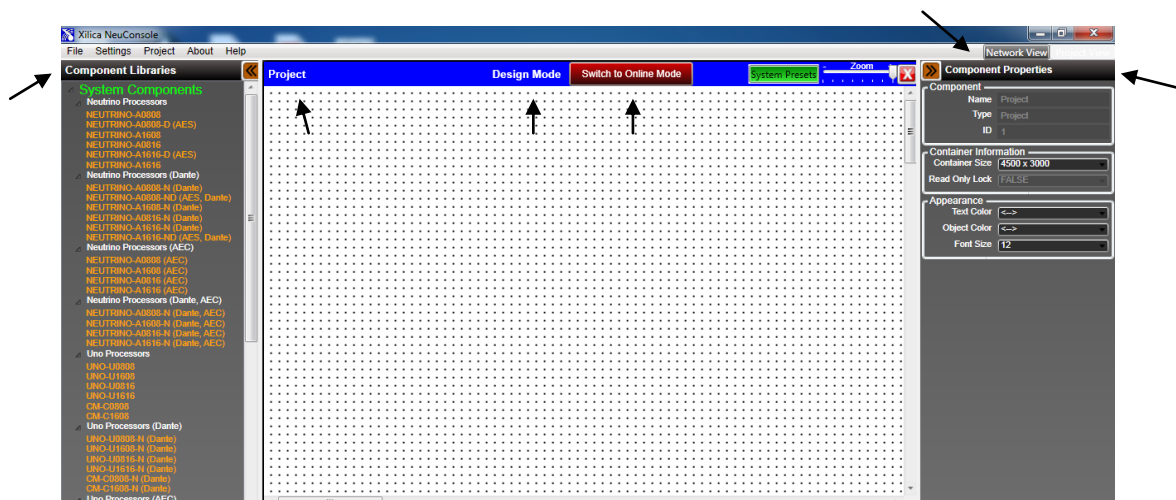 Xilica NeuConsole
File Settings Project About Help
Network View
Component Libraries
Project Design Mode Switch to Online Mode System Presets - Zoom +
Component Properties
System Components
Neutrino Processors
NEUTRINO-A0808
NEUTRINO-A0808-D (AES)
NEUTRINO-A1608
NEUTRINO-A0816
NEUTRINO-A1616-D (AES)
NEUTRINO-A1616
Neutrino Processors (Dante)
NEUTRINO-A0808-N (Dante)
NEUTRINO-A0808-ND (AES, Dante)
NEUTRINO-A1608-N (Dante)
NEUTRINO-A0816-N (Dante)
NEUTRINO-A1616-N (Dante)
NEUTRINO-A1616-ND (AES, Dante)
Neutrino Processors (AEC)
NEUTRINO-A0808 (AEC)
NEUTRINO-A1608 (AEC)
NEUTRINO-A0816 (AEC)
NEUTRINO-A1616 (AEC)
Neutrino Processors (Dante, AEC)
NEUTRINO-A0808-N (Dante, AEC)
NEUTRINO-A1608-N (Dante, AEC)
NEUTRINO-A0816-N (Dante, AEC)
NEUTRINO-A1616-N (Dante, AEC)
Uno Processors
UNO-U0808
UNO-U1608
UNO-U0816
UNO-U1616
CM-C0808
CM-C1608
Uno Processors (Dante)
UNO-U0808-N (Dante)
UNO-U1608-N (Dante)
UNO-U0816-N (Dante)
UNO-U1616-N (Dante)
CM-C0808-N (Dante)
CM-C1608-N (Dante)
Uno Processors (AEC)
Component
Name Project
Type Project
ID 1
Container Information
Container Size 4500 x 3000
Read Only Lock FALSE
Appearance
Text Color <-->
Object Color <-->
Font Size 12